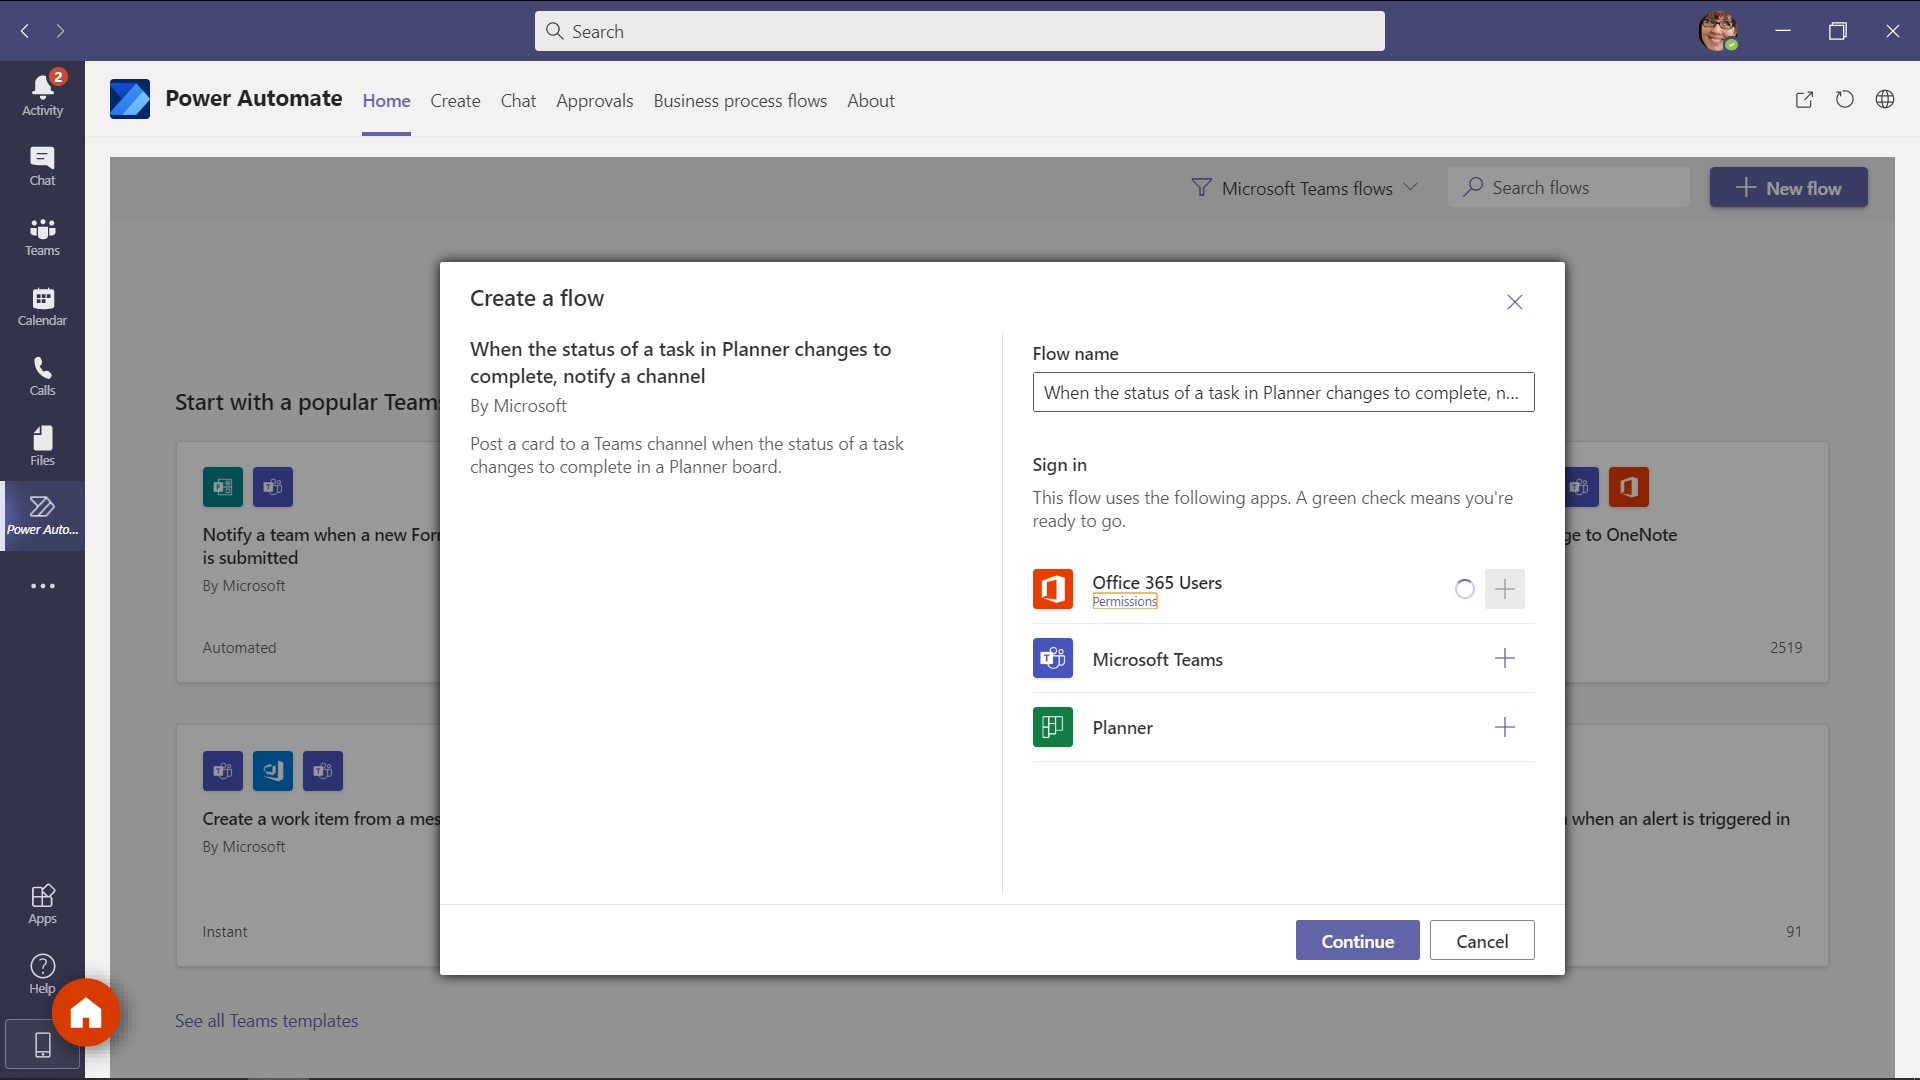 Search
2
Activity
Chat
Teams
Calendar
Calls
Files
Power Auto...
Apps
Help
Power Automate
Home
Create
Chat
Approvals
Business process flows
About
Microsoft Teams flows
Search flows
New flow
Start with a popular Teams
Notify a team when a new For
is submitted
By Microsoft
Automated
ge to OneNote
2519
Create a work item from a mes
By Microsoft
Instant
when an alert is triggered in
91
See all Teams templates
Create a flow
When the status of a task in Planner changes to
complete, notify a channel
By Microsoft
Post a card to a Teams channel when the status of a task
changes to complete in a Planner board.
Flow name
When the status of a task in Planner changes to complete, n...
Sign in
This flow uses the following apps. A green check means you're
ready to go.
Office 365 Users
Permissions
Microsoft Teams
Planner
Continue
Cancel